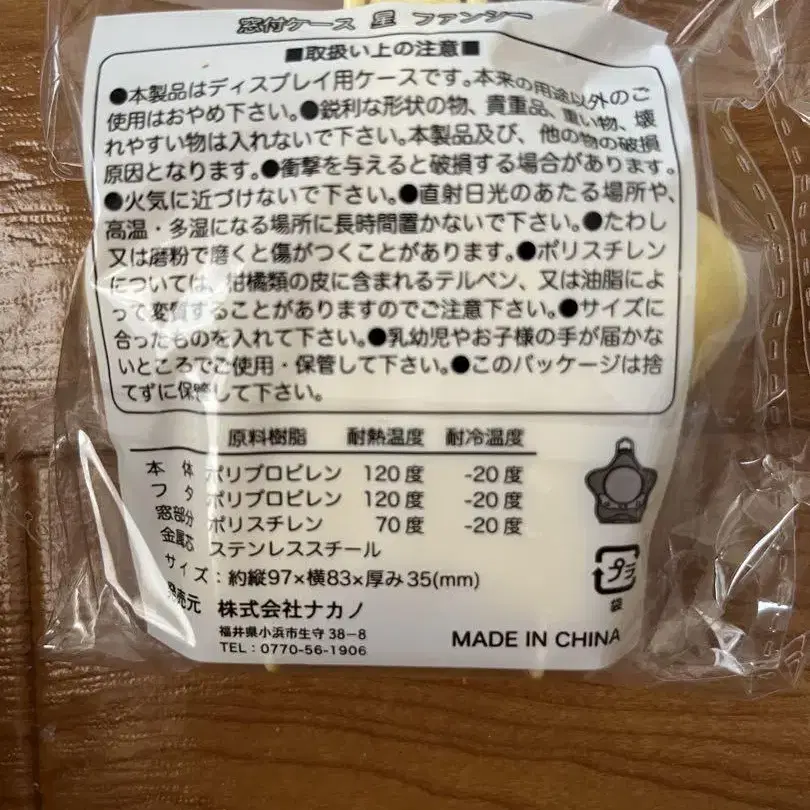 窓付ケース 星 ファンシー
■取扱い上の注意■
●本製品はディスプレイ用ケースです。本来の用途以外のご
使用はおやめ下さい。●鋭利な形状の物、貴重品、重い物、壊
れやすい物は入れないで下さい。本製品及び、他の物の破損
原因となります。●衝撃を与えると破損する場合があります。
●火気に近づけないで下さい。●直射日光のあたる場所や、
高温・多湿になる場所に長時間置かないで下さい。●たわし
又は磨粉で磨くと傷がつくことがあります。●ポリスチレン
については、柑橘類の皮に含まれるテルペン、又は油脂によ
って変質することがありますのでご注意下さい。●サイズに
合ったものを入れて下さい。●乳幼児やお子様の手が届かな
いところでご使用・保管して下さい。●このパッケージは捨
てずに保管して下さい。
原料樹脂 耐熱温度 耐冷温度
本体 ポリプロピレン 120度 -20度
フタ ポリプロピレン 120度 -20度
窓部分 ポリスチレン 70度 -20度
金属芯 ステンレススチール
サイズ：約縦97×横83×厚み35(mm)
発売元 株式会社ナカノ
福井県小浜市生守38-8
TEL：0770-56-1906
プラ
袋
MADE IN CHINA